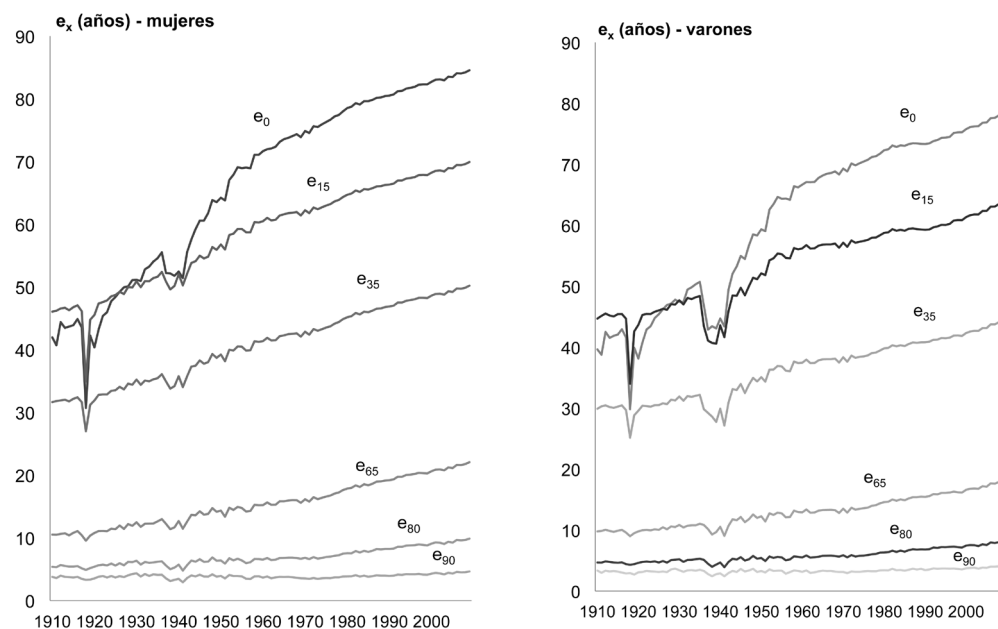 eₓ (años) - mujeres
90
80
70
60
50
40
30
20
10
0
e₀
e₁₅
e₃₅
e₆₅
e₈₀
e₉₀
1910 1920 1930 1940 1950 1960 1970 1980 1990 2000
eₓ (años) - varones
90
80
70
60
50
40
30
20
10
0
e₀
e₁₅
e₃₅
e₆₅
e₈₀
e₉₀
1910 1920 1930 1940 1950 1960 1970 1980 1990 2000